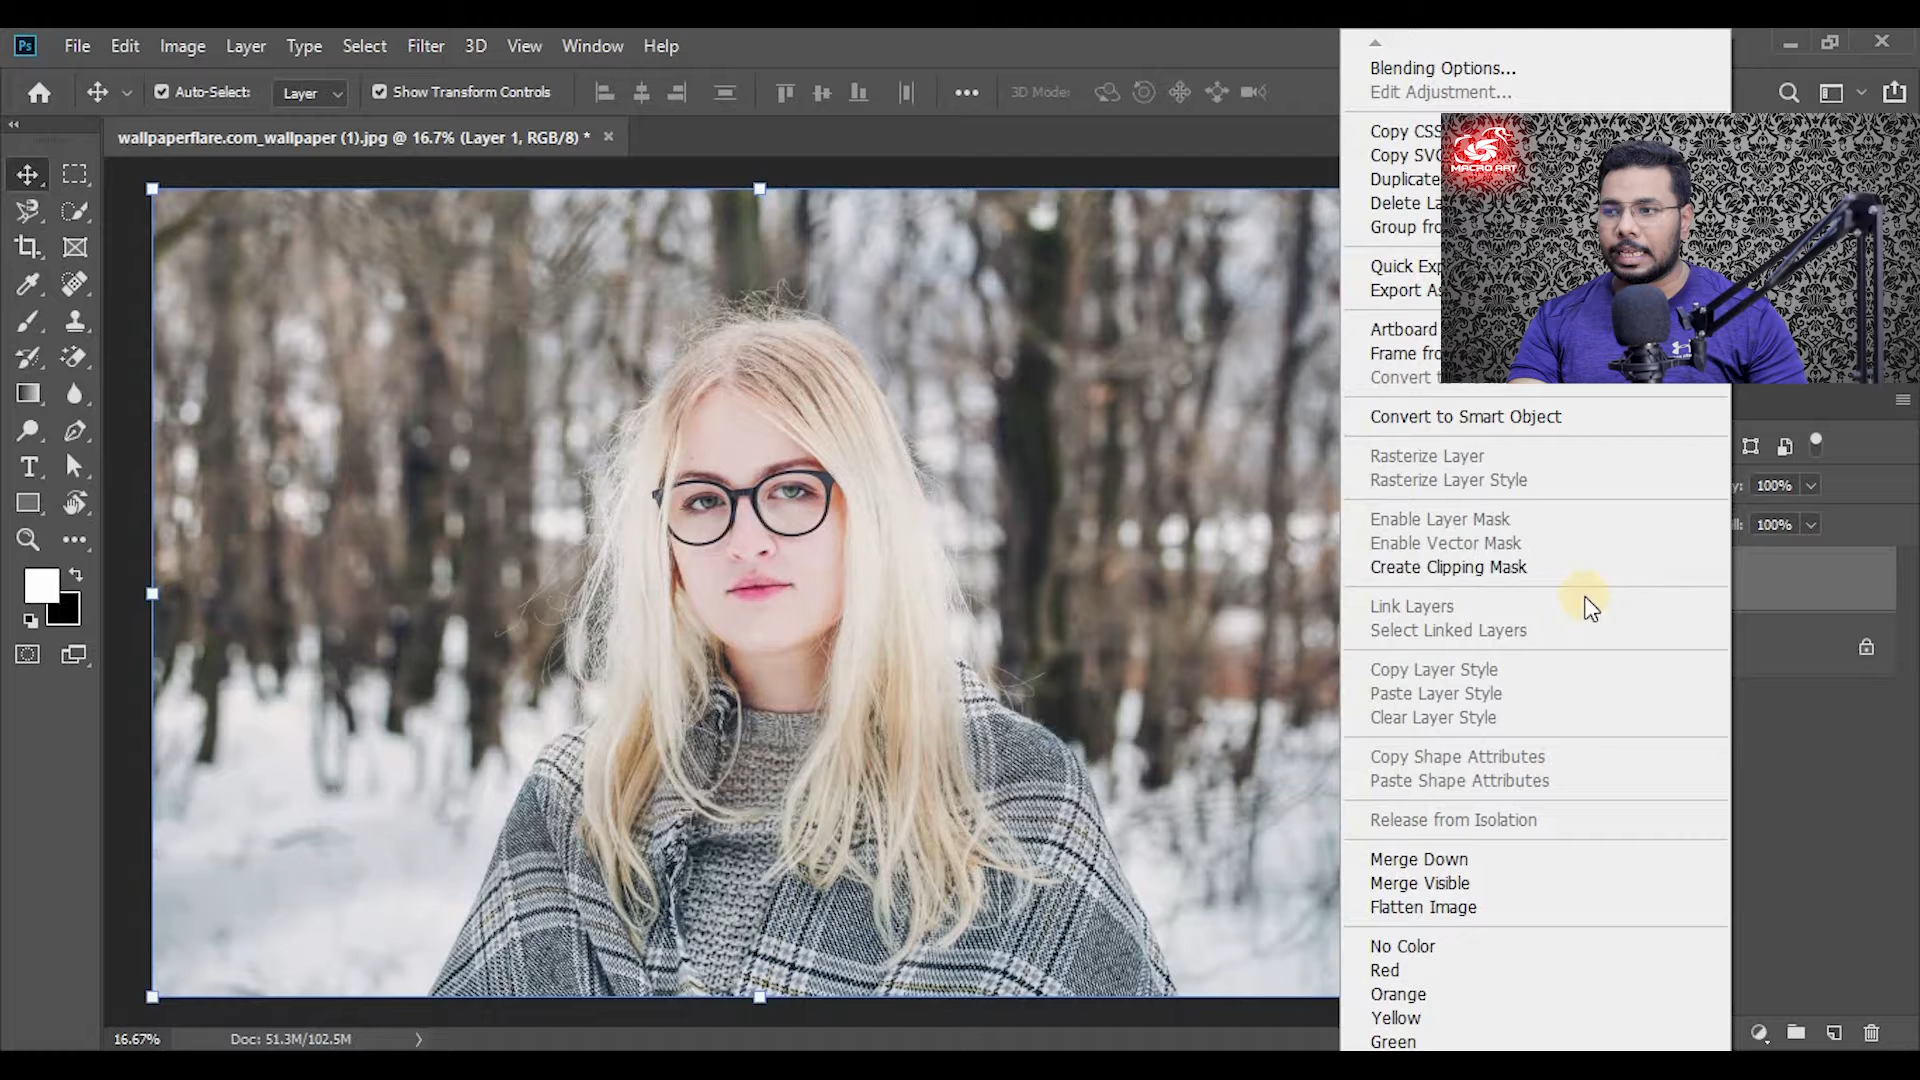 Ps File Edit Image Layer Type Select Filter 3D View Window Help
Auto-Select: Layer Show Transform Controls 3D Mode:
wallpaperflare.com_wallpaper (1).jpg @ 16.7% (Layer 1, RGB/8) *
Blending Options...
Edit Adjustment...
Copy CSS
Copy SVG
Duplicate
Delete La
Group fro
Quick Exp
Export As
Artboard
Frame fro
Convert t
MACRO ART
Convert to Smart Object
Rasterize Layer
Rasterize Layer Style
Enable Layer Mask
Enable Vector Mask
Create Clipping Mask
Link Layers
Select Linked Layers
Copy Layer Style
Paste Layer Style
Clear Layer Style
Copy Shape Attributes
Paste Shape Attributes
Release from Isolation
Merge Down
Merge Visible
Flatten Image
No Color
Red
Orange
Yellow
Green
y: 100%
ll: 100%
16.67% Doc: 51.3M/102.5M